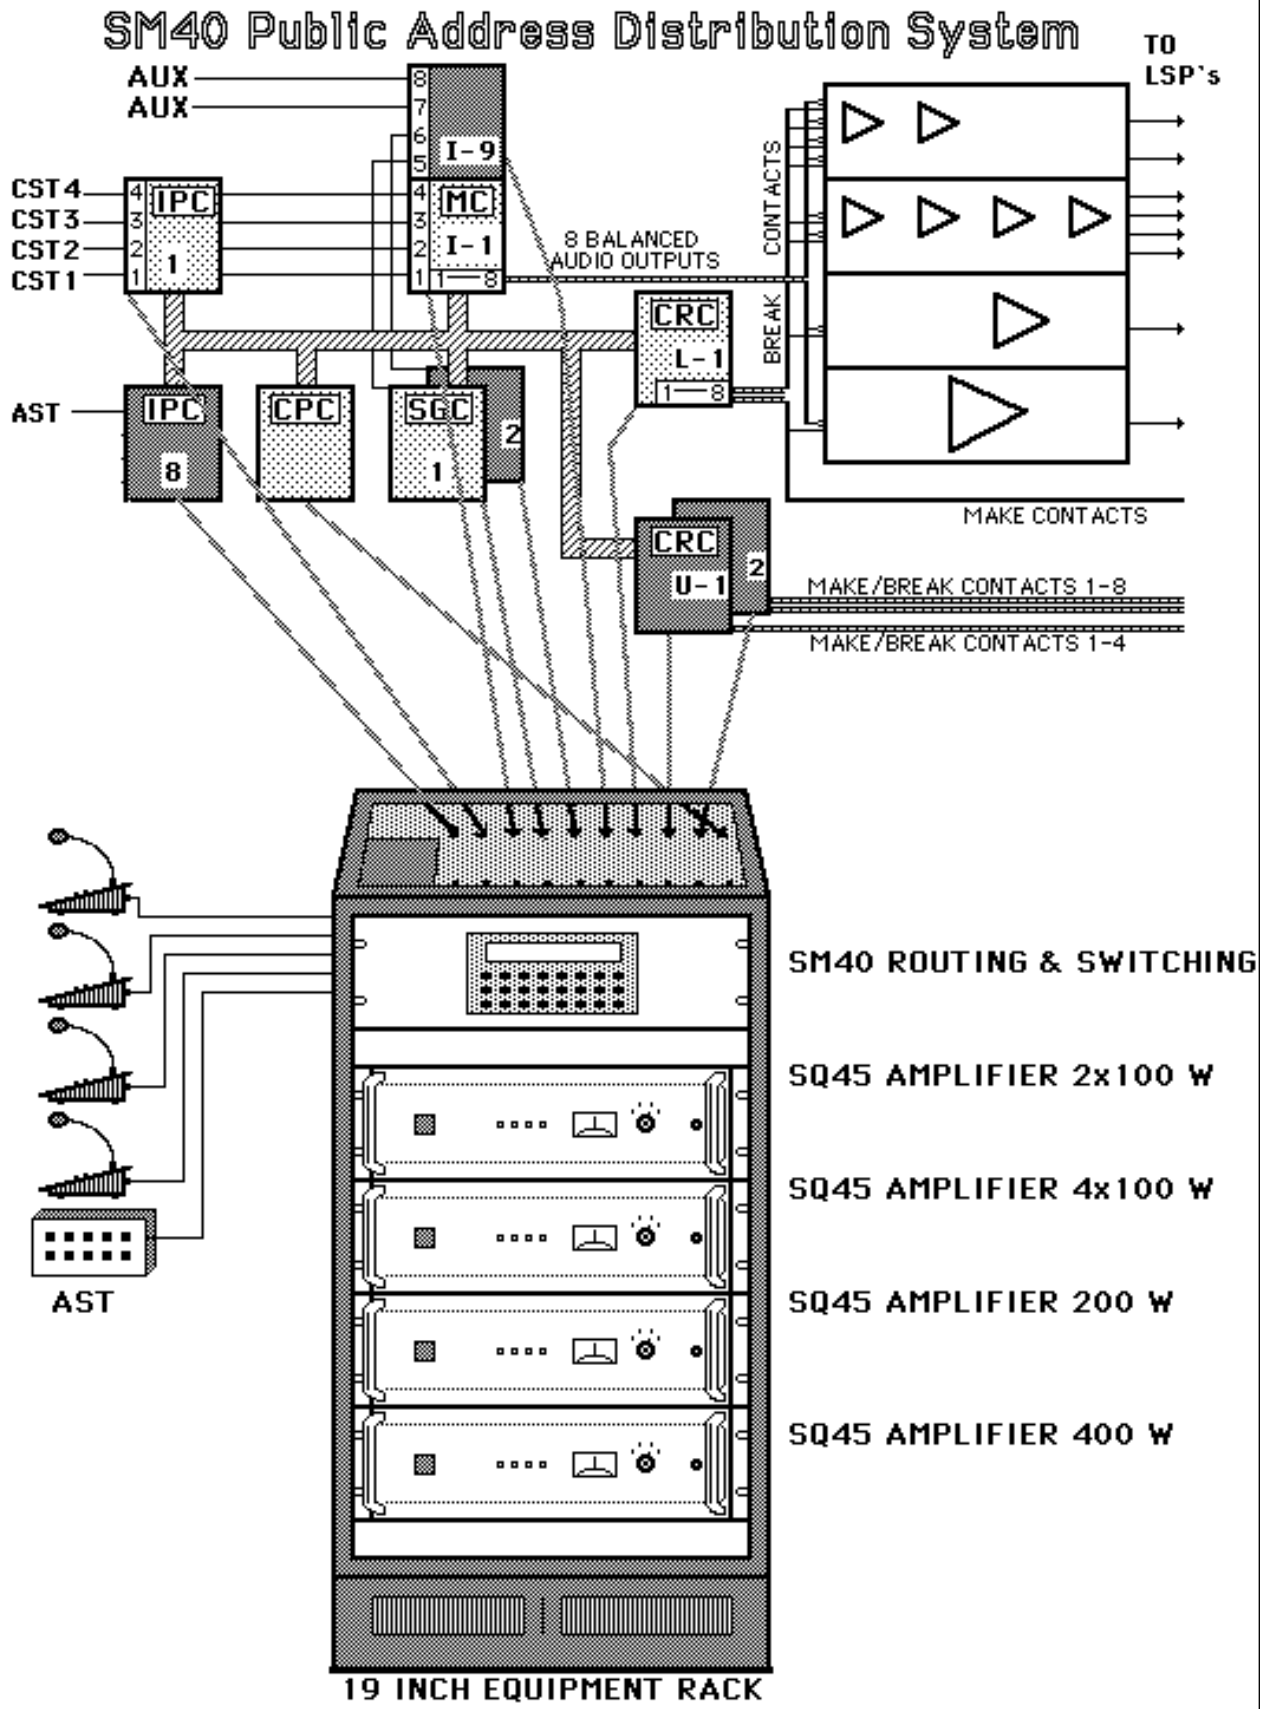 SM40 Public Address Distribution System
TO
LSP's
AUX
AUX
8
7
6
5
I-9
CST4
CST3
CST2
CST1
4
3
2
1
IPC
1
4
3
2
1
MC
I-1
1—8
8 BALANCED
AUDIO OUTPUTS
BREAK CONTACTS
CRC
L-1
1—8
AST
IPC
8
CPC
SGC
1
2
MAKE CONTACTS
CRC
U-1
2
MAKE/BREAK CONTACTS 1-8
MAKE/BREAK CONTACTS 1-4
SM40 ROUTING & SWITCHING
SQ45 AMPLIFIER 2x100 W
SQ45 AMPLIFIER 4x100 W
AST
SQ45 AMPLIFIER 200 W
SQ45 AMPLIFIER 400 W
19 INCH EQUIPMENT RACK